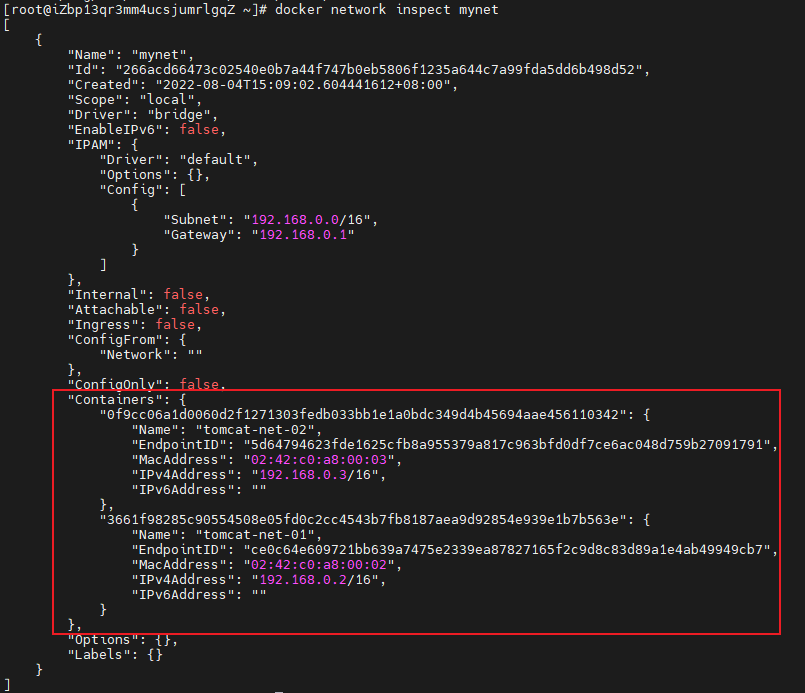 [root@iZbp13qr3mm4ucsjumrlgqZ ~]# docker network inspect mynet
[
    {
        "Name": "mynet",
        "Id": "266acd66473c02540e0b7a44f747b0eb5806f1235a644c7a99fda5dd6b498d52",
        "Created": "2022-08-04T15:09:02.604441612+08:00",
        "Scope": "local",
        "Driver": "bridge",
        "EnableIPv6": false,
        "IPAM": {
            "Driver": "default",
            "Options": {},
            "Config": [
                {
                    "Subnet": "192.168.0.0/16",
                    "Gateway": "192.168.0.1"
                }
            ]
        },
        "Internal": false,
        "Attachable": false,
        "Ingress": false,
        "ConfigFrom": {
            "Network": ""
        },
        "ConfigOnly": false,
        "Containers": {
            "0f9cc06a1d0060d2f1271303fedb033bb1e1a0bdc349d4b45694aae456110342": {
                "Name": "tomcat-net-02",
                "EndpointID": "5d64794623fde1625cfb8a955379a817c963bfd0df7ce6ac048d759b27091791",
                "MacAddress": "02:42:c0:a8:00:03",
                "IPv4Address": "192.168.0.3/16",
                "IPv6Address": ""
            },
            "3661f98285c90554508e05fd0c2cc4543b7fb8187aea9d92854e939e1b7b563e": {
                "Name": "tomcat-net-01",
                "EndpointID": "ce0c64e609721bb639a7475e2339ea87827165f2c9d8c83d89a1e4ab49949cb7",
                "MacAddress": "02:42:c0:a8:00:02",
                "IPv4Address": "192.168.0.2/16",
                "IPv6Address": ""
            }
        },
        "Options": {},
        "Labels": {}
    }
]